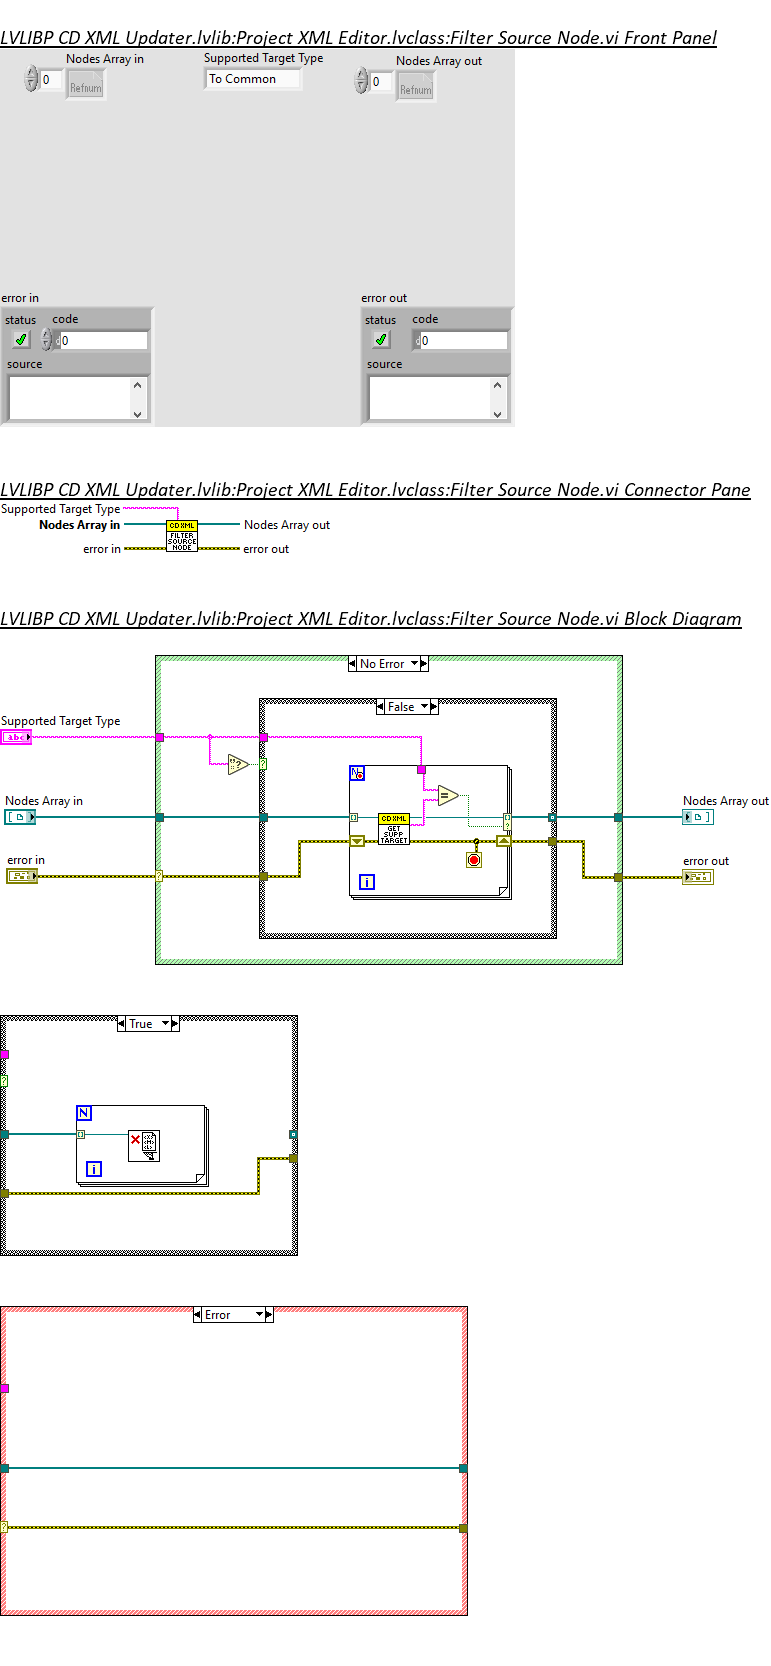 LVLIBP CD XML Updater.lvlib:Project XML Editor.lvclass:Filter Source Node.vi Front Panel
Nodes Array in
Supported Target Type
Nodes Array out
0
Refnum
To Common
0
Refnum
error in
error out
status
code
status
code
d
0
d
0
source
source
LVLIBP CD XML Updater.lvlib:Project XML Editor.lvclass:Filter Source Node.vi Connector Pane
Supported Target Type
Nodes Array in
CD XML
Nodes Array out
FILTER
SOURCE
NODE
error in
error out
LVLIBP CD XML Updater.lvlib:Project XML Editor.lvclass:Filter Source Node.vi Block Diagram
No Error
False
Supported Target Type
abc
?
?
N
=
Nodes Array in
Nodes Array out
CD XML
GET
SUPP
TARGET
?
error in
error out
?
i
True
?
N
i
Error
?